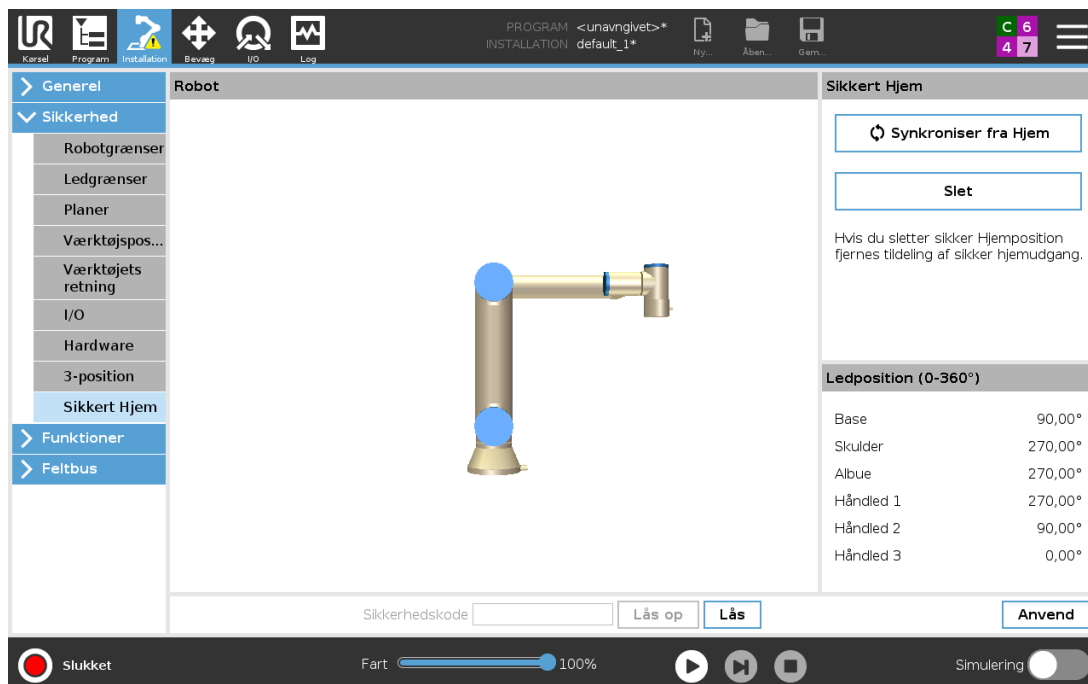 UR
Kørsel
Program
Installation
Bevæg
I/O
Log
PROGRAM <unavngivet>*
INSTALLATION default_1*
Ny...
Åben...
Gem...
C 6
4 7
Generel
Sikkerhed
Robotgrænser
Ledgrænser
Planer
Værktøjspos...
Værktøjets
retning
I/O
Hardware
3-position
Sikkert Hjem
Funktioner
Feltbus
Robot
Sikkert Hjem
Synkroniser fra Hjem
Slet
Hvis du sletter sikker Hjemposition
fjernes tildeling af sikker hjemudgang.
Ledposition (0-360°)
Base 90,00°
Skulder 270,00°
Albue 270,00°
Håndled 1 270,00°
Håndled 2 90,00°
Håndled 3 0,00°
Sikkerhedskode Lås op Lås Anvend
Slukket Fart 100% Simulering